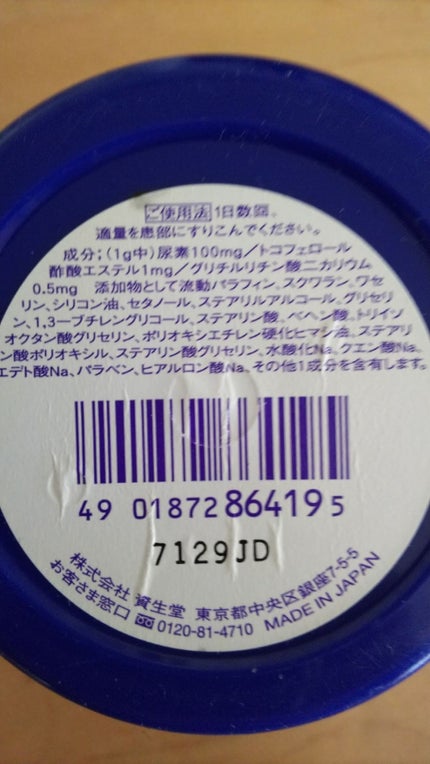 ご使用法 1日数回、
適量を患部にすりこんでください。
成分;(1g中)尿素100mg/トコフェロール
酢酸エステル1mg/グリチルリチン酸二カリウム
0.5mg 添加物として流動パラフィン、スクワラン、ワセ
リン、シリコン油、セタノール、ステアリルアルコール、グリセリ
ン、1,3ーブチレングリコール、ステアリン酸、ベヘン酸、トリイソ
オクタン酸グリセリン、ポリオキシエチレン硬化ヒマシ油、ステアリ
ン酸ポリオキシル、ステアリン酸グリセリン、水酸化Na、クエン酸Na、
エデト酸Na、パラベン、ヒアルロン酸Na、その他1成分を含有します。
49 01872 86419 5
7129JD
株式会社 資生堂 東京都中央区銀座7-5-5
お客さま窓口 0120-81-4710 MADE IN JAPAN